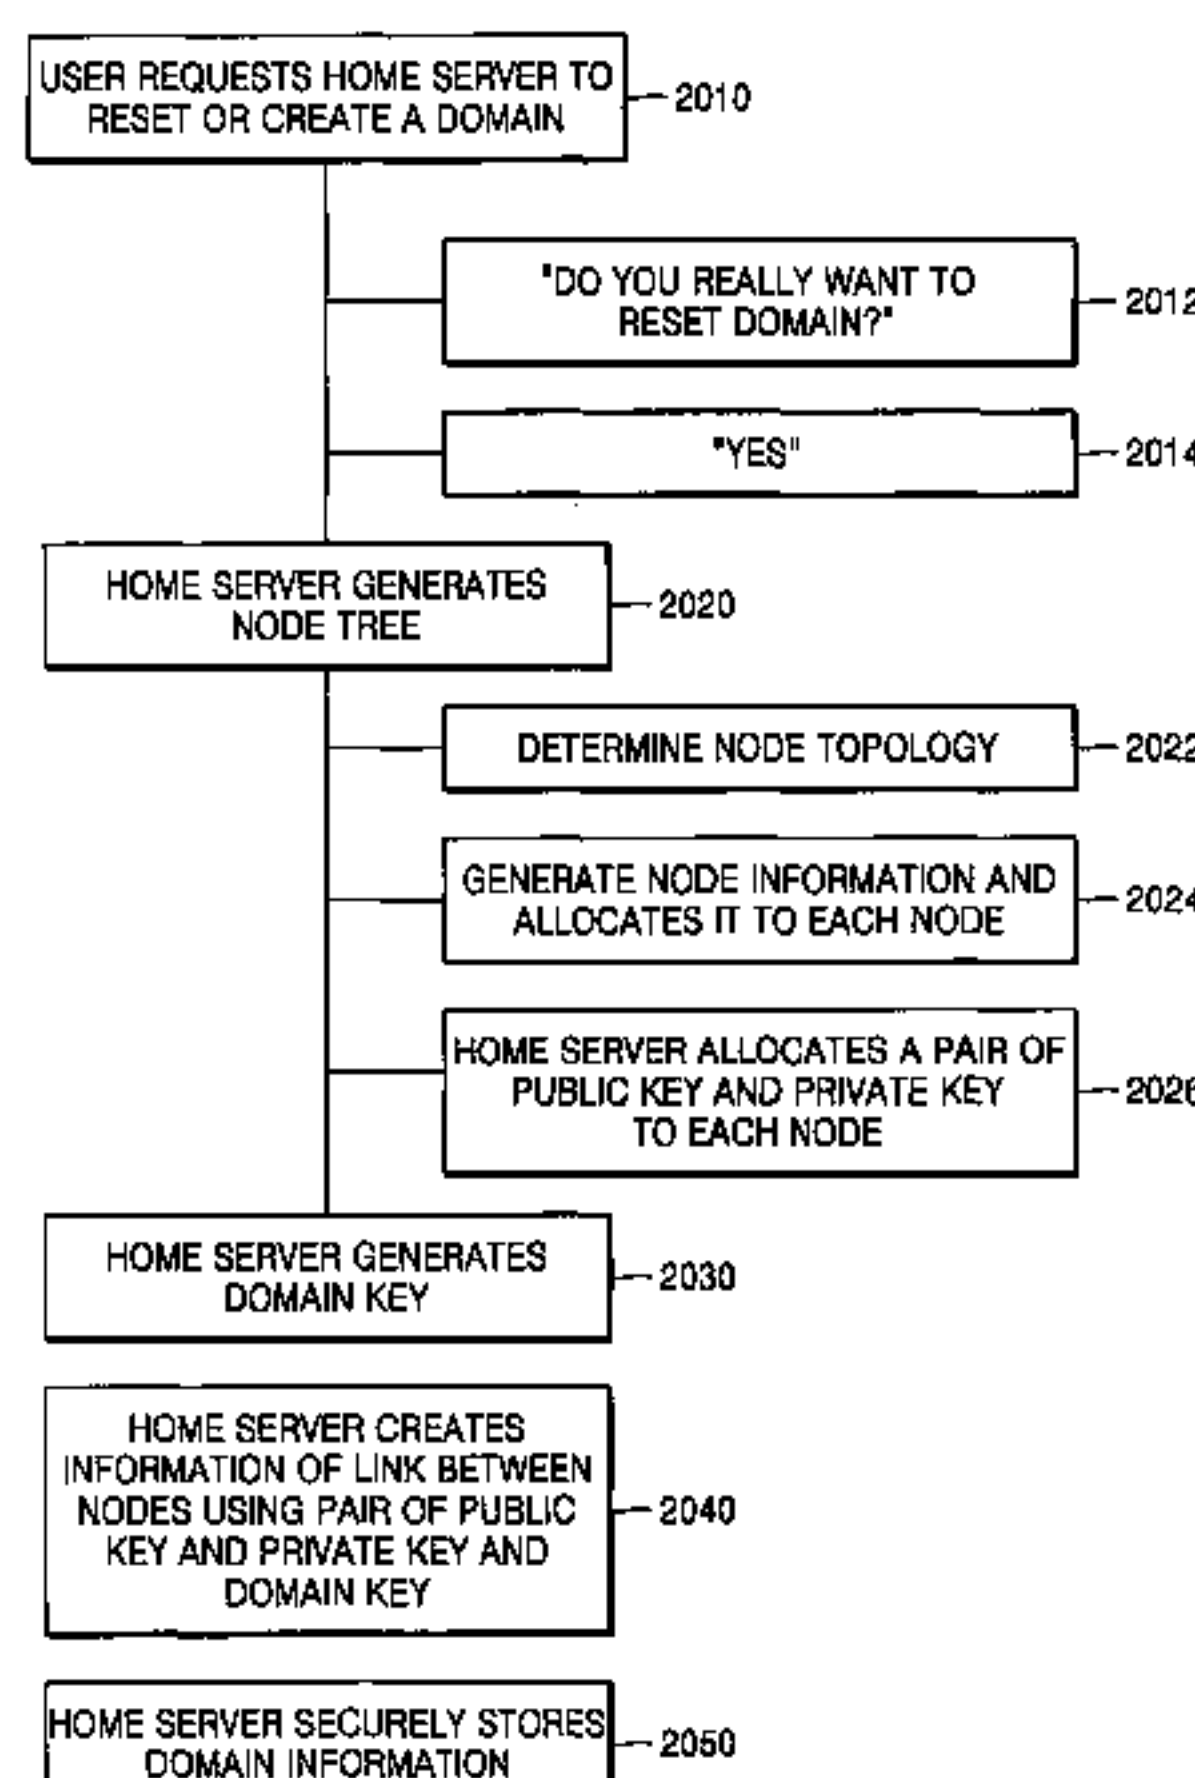 USER REQUESTS HOME SERVER TO
RESET OR CREATE A DOMAIN
2010
"DO YOU REALLY WANT TO
RESET DOMAIN?"
2012
"YES"
2014
HOME SERVER GENERATES
NODE TREE
2020
DETERMINE NODE TOPOLOGY
2022
GENERATE NODE INFORMATION AND
ALLOCATES IT TO EACH NODE
2024
HOME SERVER ALLOCATES A PAIR OF
PUBLIC KEY AND PRIVATE KEY
TO EACH NODE
2026
HOME SERVER GENERATES
DOMAIN KEY
2030
HOME SERVER CREATES
INFORMATION OF LINK BETWEEN
NODES USING PAIR OF PUBLIC
KEY AND PRIVATE KEY AND
DOMAIN KEY
2040
HOME SERVER SECURELY STORES
DOMAIN INFORMATION
2050